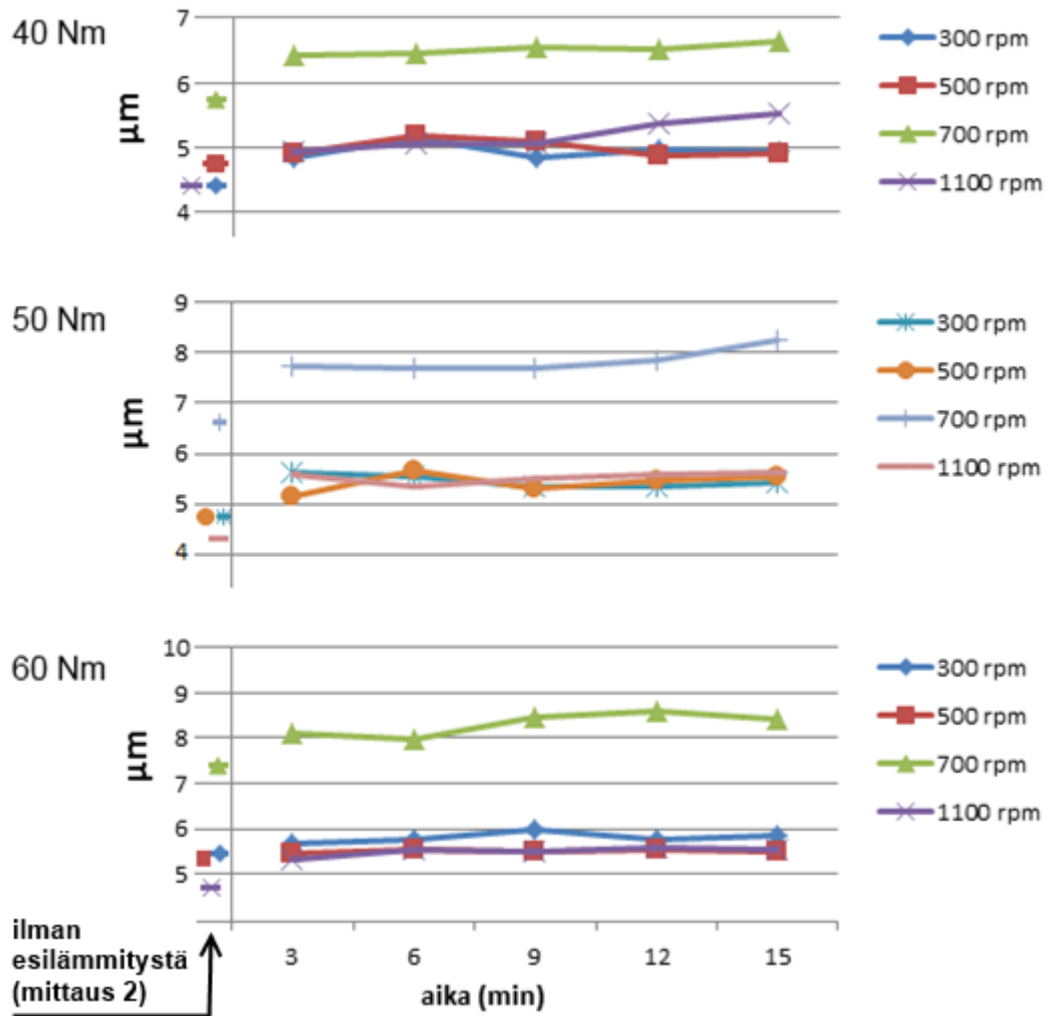 40 Nm
7
6
5
4
µm
300 rpm
500 rpm
700 rpm
1100 rpm
50 Nm
9
8
7
6
5
4
µm
300 rpm
500 rpm
700 rpm
1100 rpm
60 Nm
10
9
8
7
6
5
µm
300 rpm
500 rpm
700 rpm
1100 rpm
ilman
esilämmitystä
(mittaus 2)
3 6 9 12 15
aika (min)